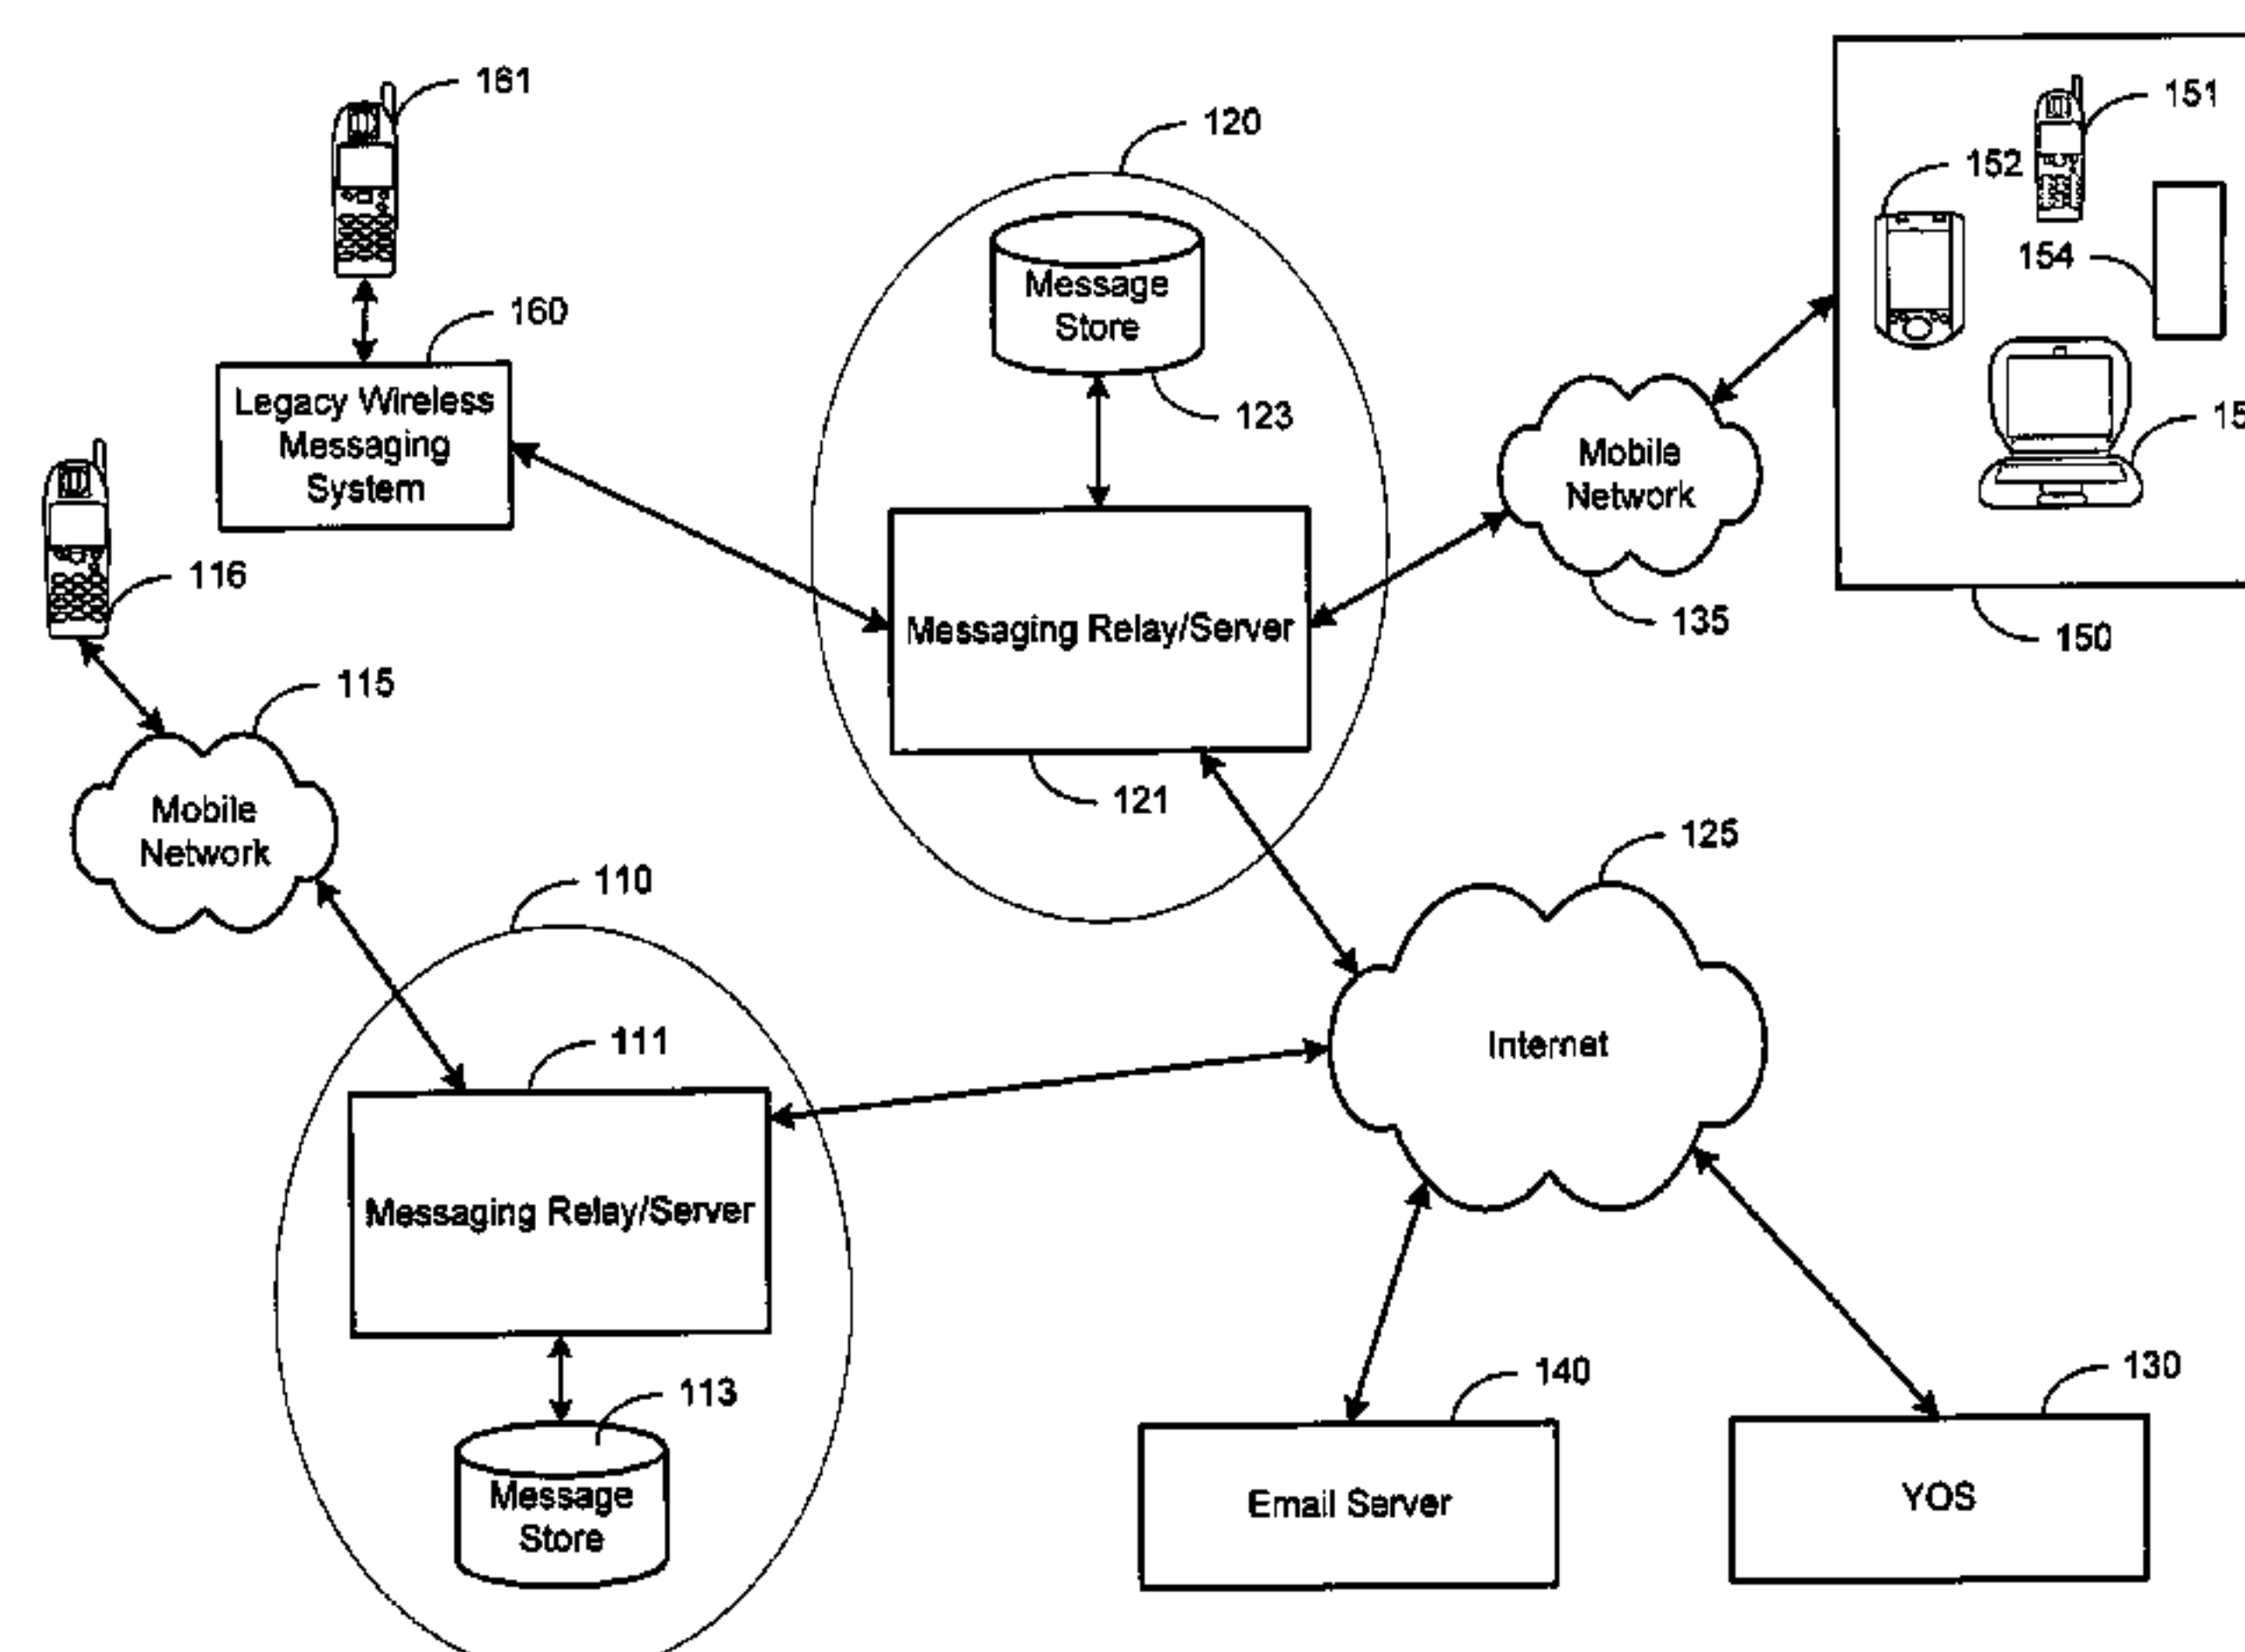 161
120
151
152
Message
Store
154
160
Legacy Wireless
Messaging
System
123
Mobile
Network
116
Messaging Relay/Server
135
150
115
121
Mobile
Network
125
110
111
Internet
Messaging Relay/Server
113
140
130
Message
Store
Email Server
YOS